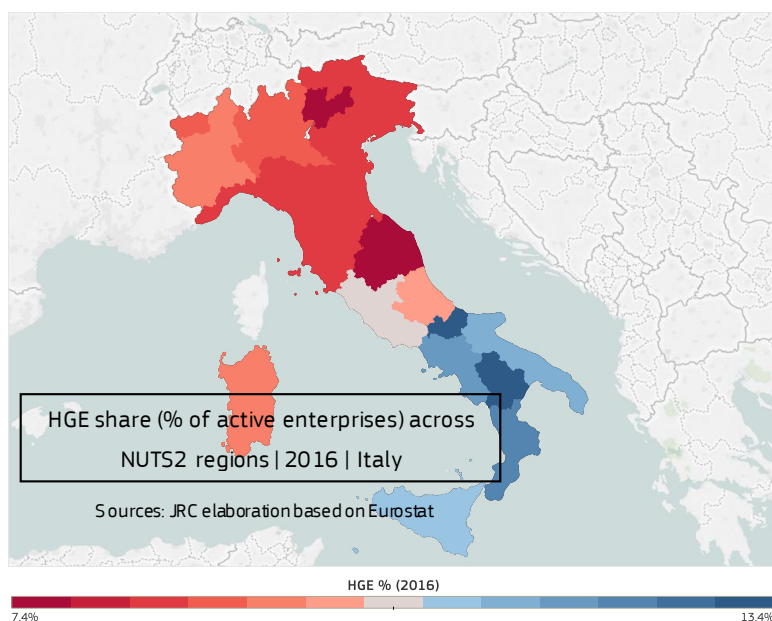 HGE share (% of active enterprises) across
NUTS2 regions | 2016 | Italy
Sources: JRC elaboration based on Eurostat
HGE % (2016)
7.4% 13.4%